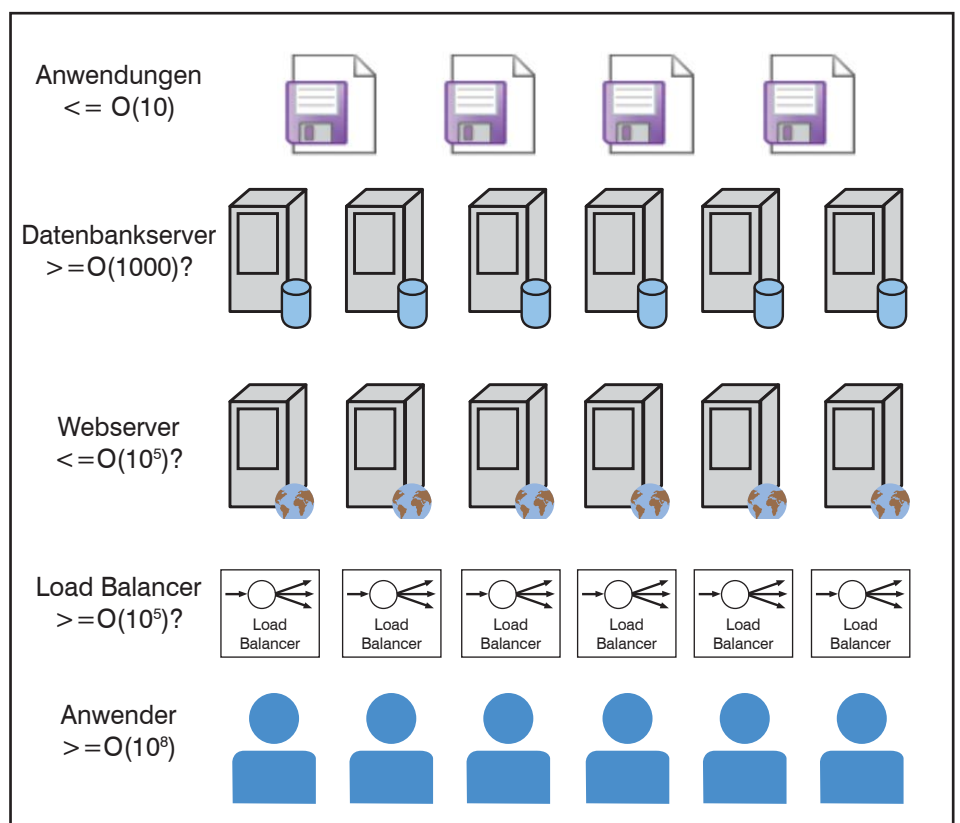 Anwendungen
<= O(10)
Datenbankserver
>=O(1000)?
Webserver
<=O(10⁵)?
Load Balancer
>=O(10⁵)?
Load
Balancer
Load
Balancer
Load
Balancer
Load
Balancer
Load
Balancer
Load
Balancer
Anwender
>=O(10⁸)